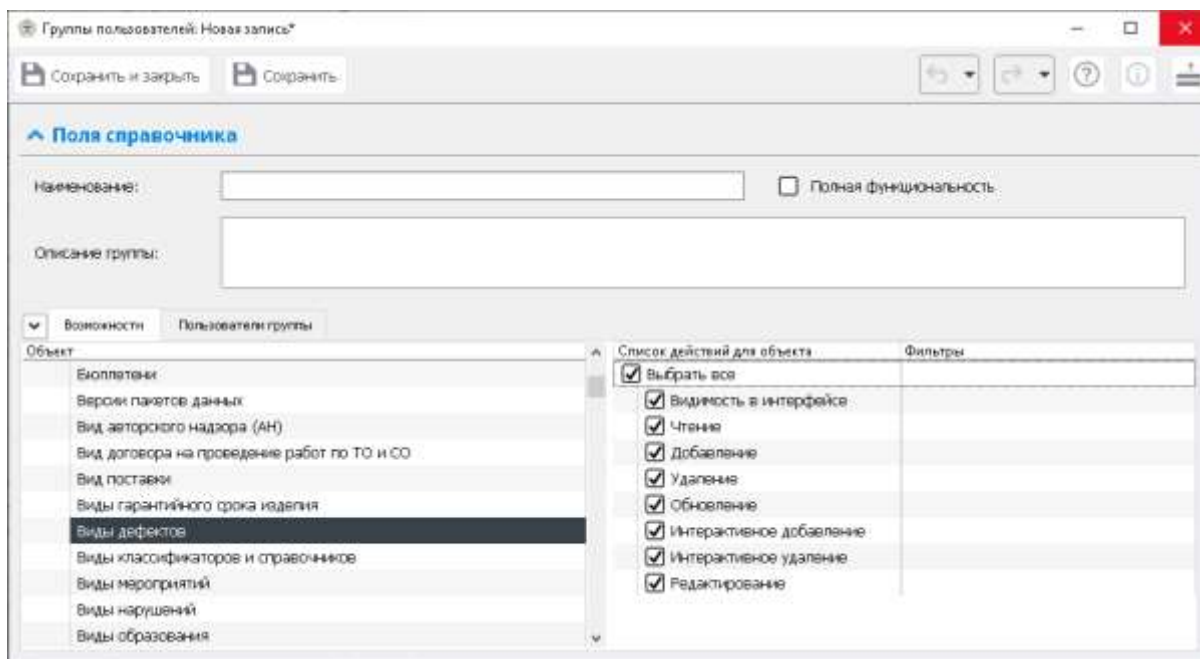 Группы пользователей: Новая запись*
Сохранить и закрыть Сохранить
Поля справочника
Наименование: Полная функциональность
Описание группы:
Возможности Пользователи группы
Объект Список действий для объекта Фильтры
Бюллетени Выбрать все
Версии пакетов данных Видимость в интерфейсе
Вид авторского надзора (АН) Чтение
Вид договора на проведение работ по ТО и СО Добавление
Вид поставки Удаление
Виды гарантийного срока изделия Обновление
Виды дефектов Интерактивное добавление
Виды классификаторов и справочников Интерактивное удаление
Виды мероприятий Редактирование
Виды нарушений
Виды образования